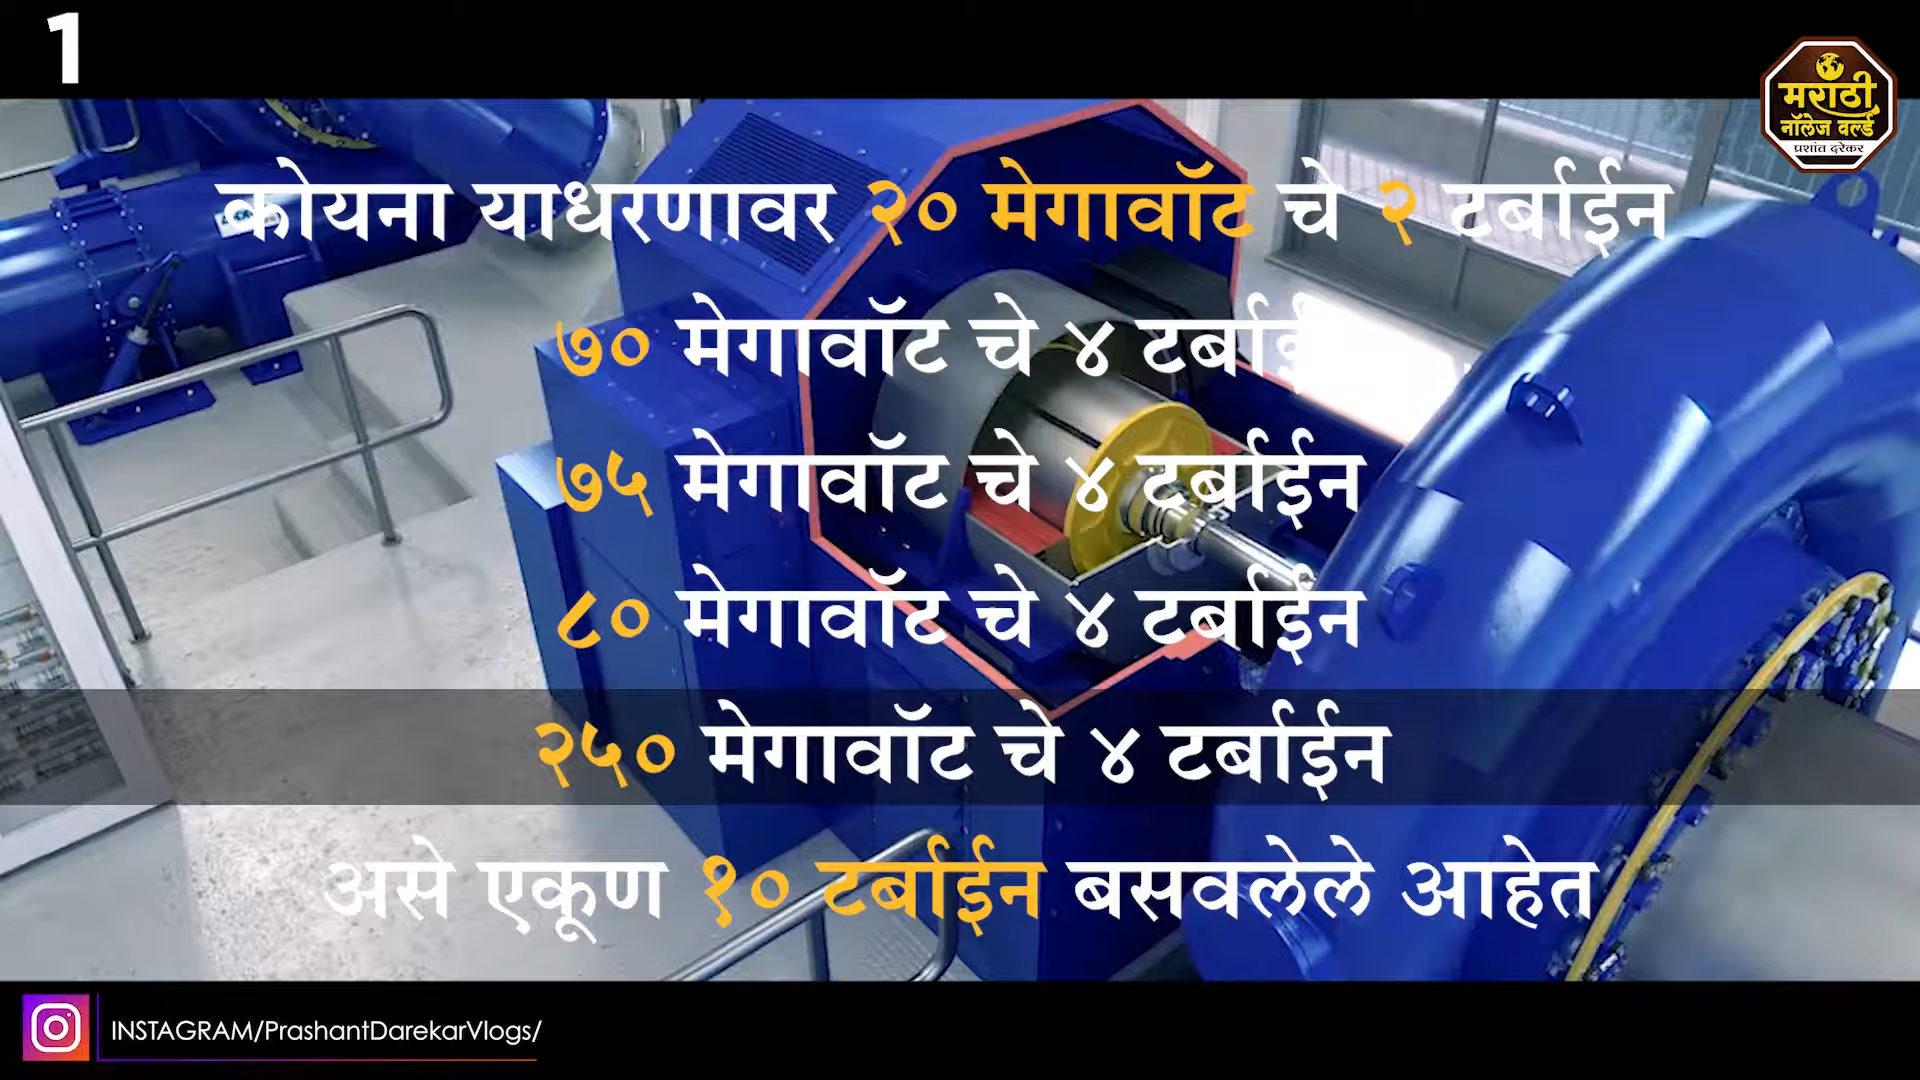 1
मराठी
नॉलेज वर्ल्ड
प्रशांत दरेकर
कोयना याधरणावर २० मेगावॉट चे २ टर्बाईन
७० मेगावॉट चे ४ टर्बाई
७५ मेगावॉट चे ४ टर्बाईन
८० मेगावॉट चे ४ टर्बाईन
२५० मेगावॉट चे ४ टर्बाईन
असे एकूण १० टर्बाईन बसवलेले आहेत
INSTAGRAM/PrashantDarekarVlogs/